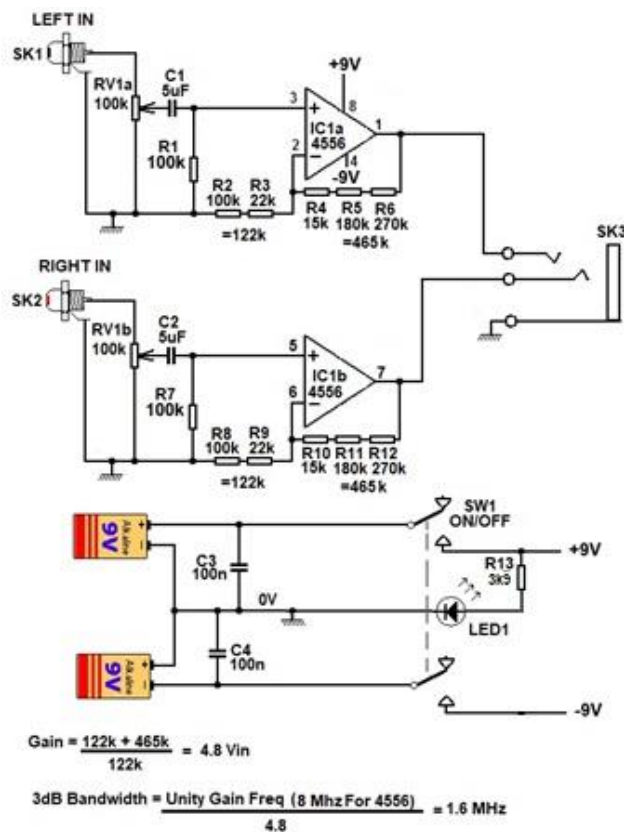 LEFT IN
SK1
RV1a
100k
C1
5uF
R1
100k
R2
100k
R3
22k
=122k
3
+
2
−
IC1a
4556
+9V
8
1
4
-9V
R4
15k
R5
180k
R6
270k
=465k
SK3
RIGHT IN
SK2
RV1b
100k
C2
5uF
R7
100k
R8
100k
R9
22k
=122k
5
+
6
−
IC1b
4556
7
R10
15k
R11
180k
R12
270k
=465k
+
−
Alkaline
9V
C3
100n
SW1
ON/OFF
+9V
R13
3k9
0V
LED1
+
−
Alkaline
9V
C4
100n
-9V
Gain = 122k + 465k = 4.8 Vin
122k
3dB Bandwidth = Unity Gain Freq (8 Mhz For 4556) = 1.6 MHz
4.8